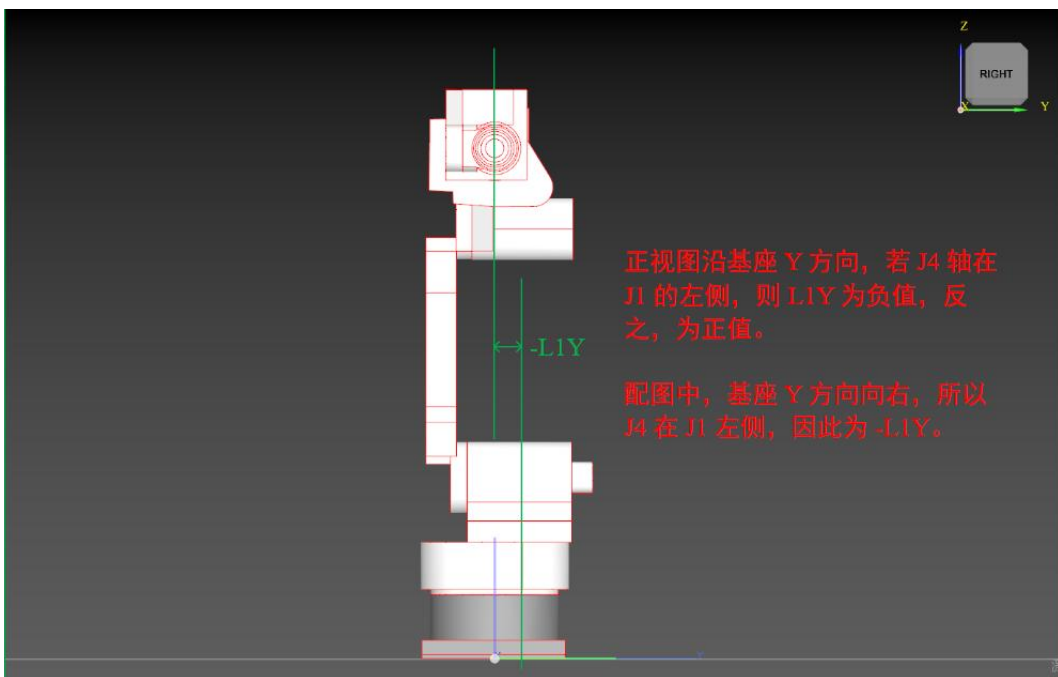 Z
RIGHT
X
Y
正视图沿基座 Y 方向，若 J4 轴在
J1 的左侧，则 L1Y 为负值，反
之，为正值。
-L1Y
配图中，基座 Y 方向向右，所以
J4 在 J1 左侧，因此为 -L1Y。